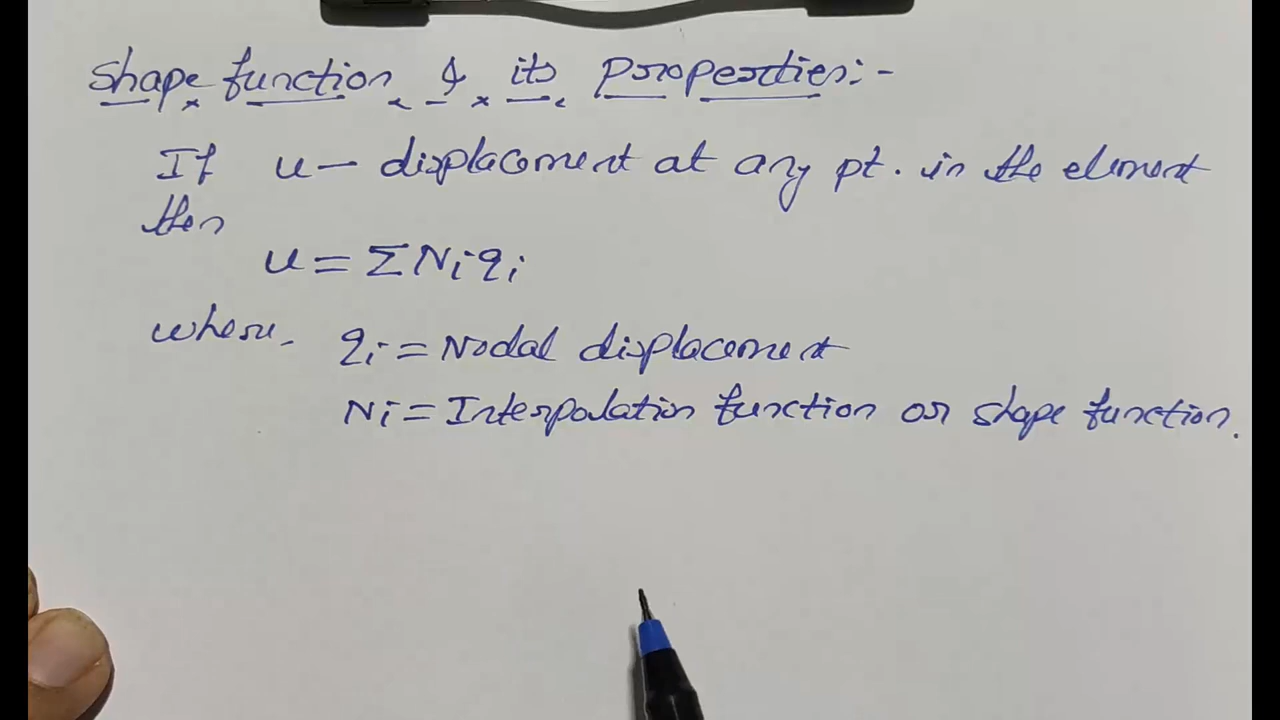 Shape function & its properties:-
If u — displacement at any pt. in the element
then
u = ΣNiqi
where, qi = Nodal displacement
Ni = Interpolation function or shape function.